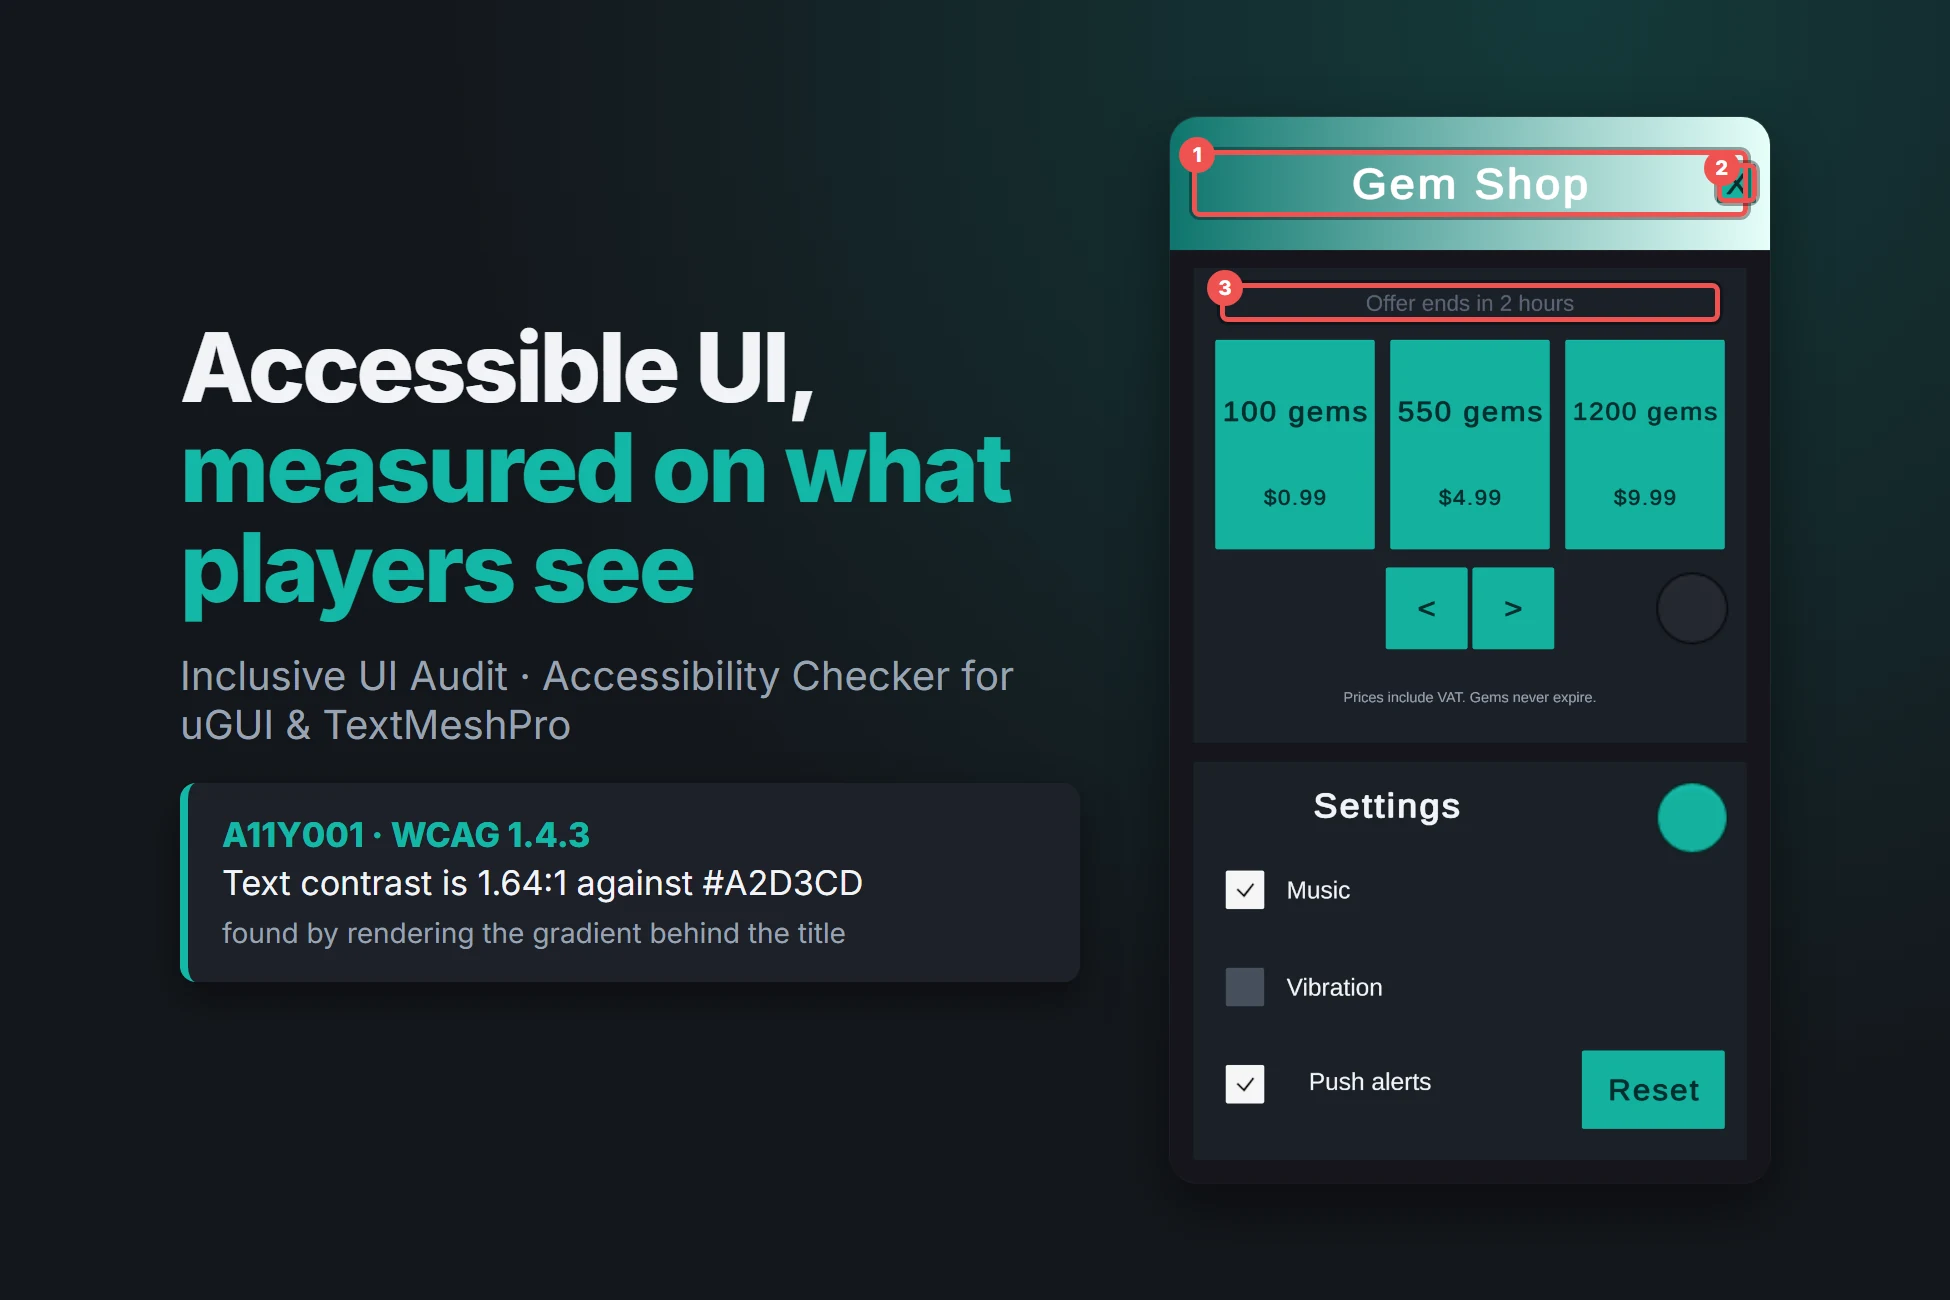 Accessible UI,
measured on what
players see
Inclusive UI Audit · Accessibility Checker for
uGUI & TextMeshPro
A11Y001 · WCAG 1.4.3
Text contrast is 1.64:1 against #A2D3CD
found by rendering the gradient behind the title
1
Gem Shop
2
X
3
Offer ends in 2 hours
100 gems
$0.99
550 gems
$4.99
1200 gems
$9.99
<
>
Prices include VAT. Gems never expire.
Settings
Music
Vibration
Push alerts
Reset